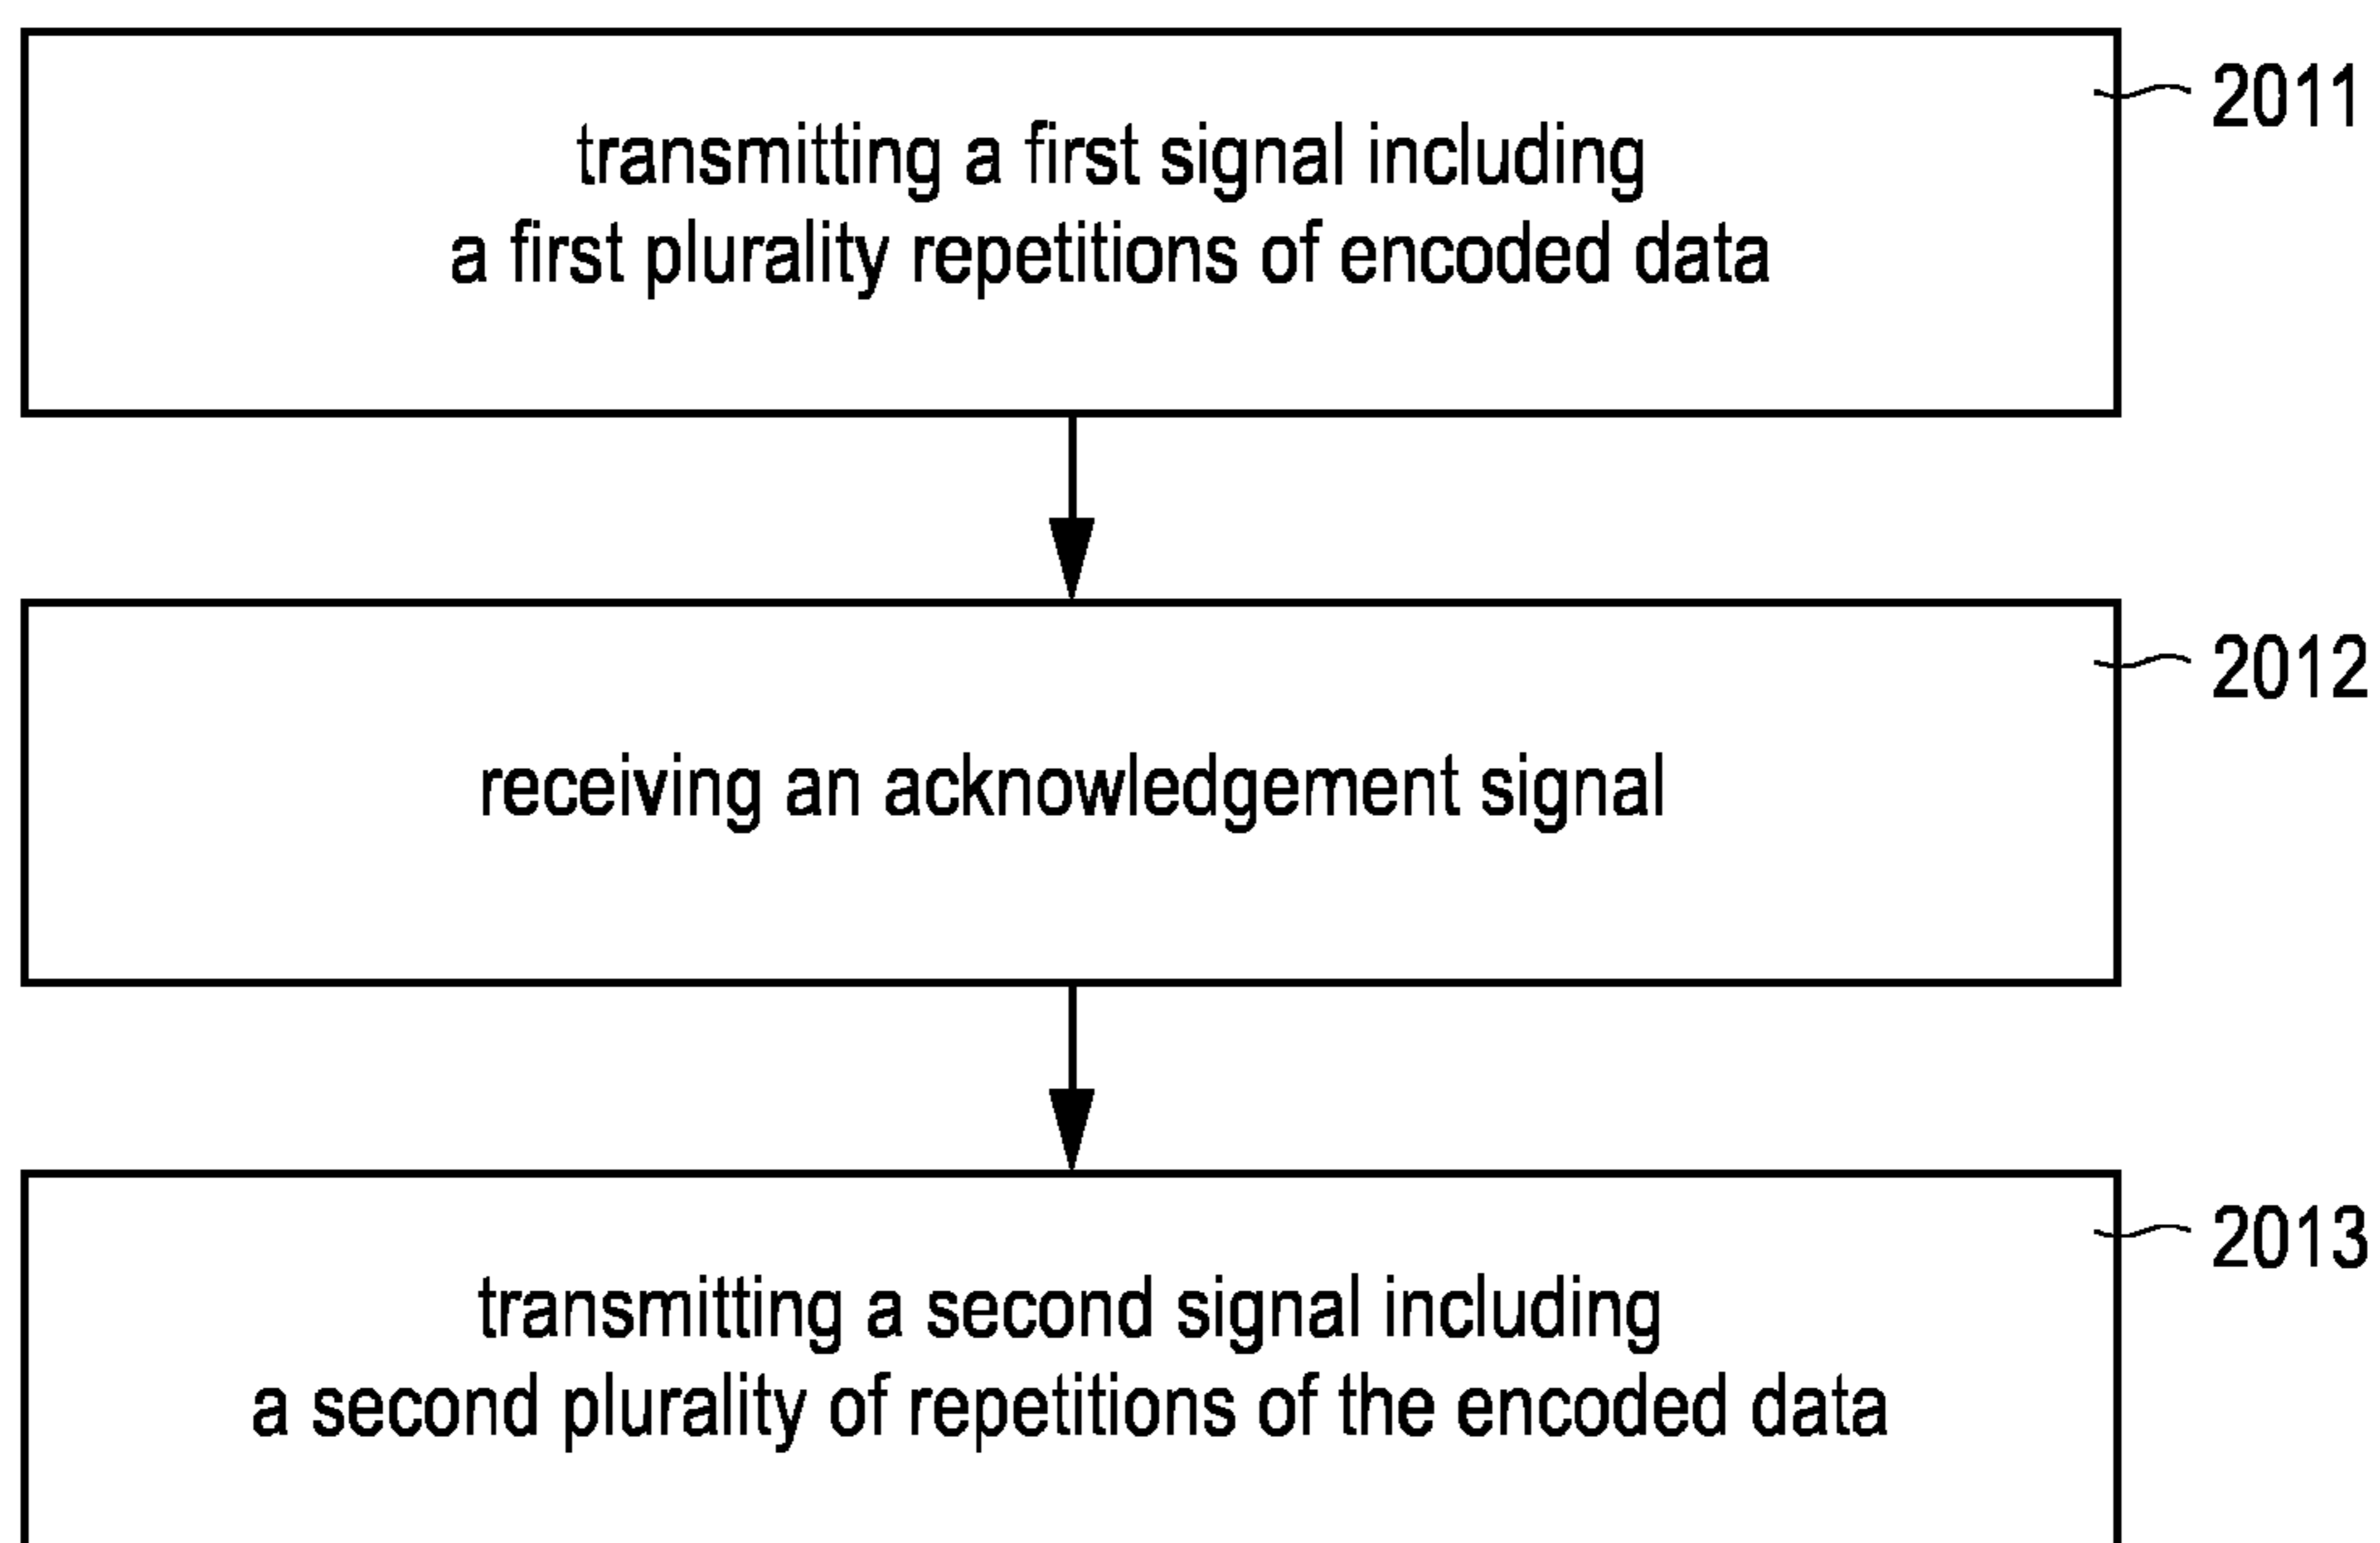 2011
transmitting a first signal including
a first plurality repetitions of encoded data
2012
receiving an acknowledgement signal
2013
transmitting a second signal including
a second plurality of repetitions of the encoded data